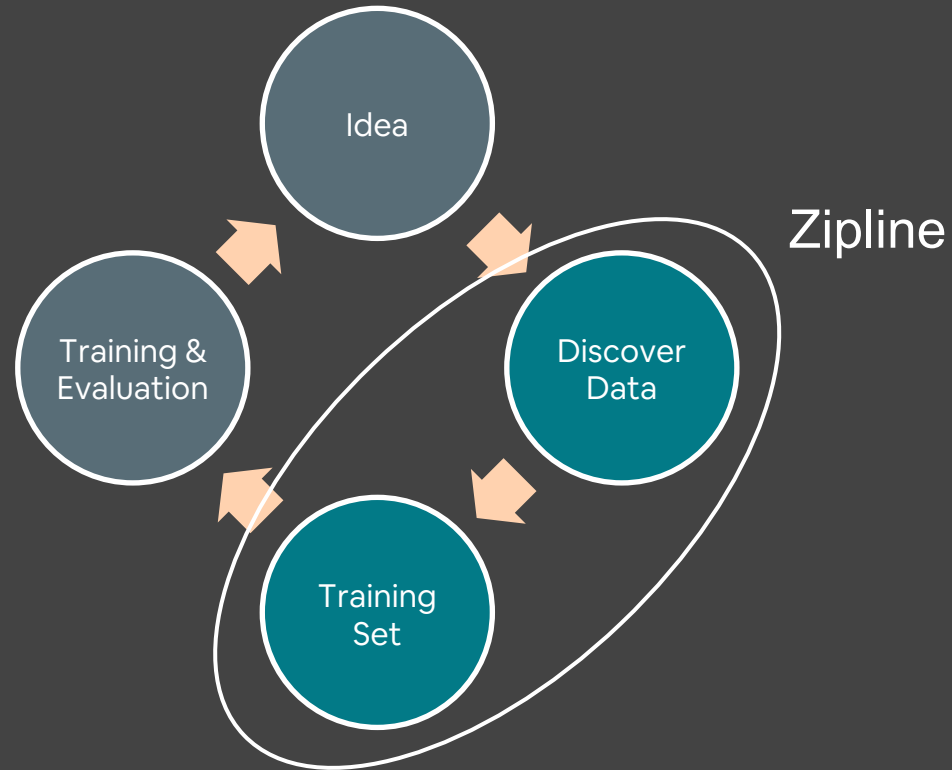 Idea
Zipline
Training &
Evaluation
Discover
Data
Training
Set